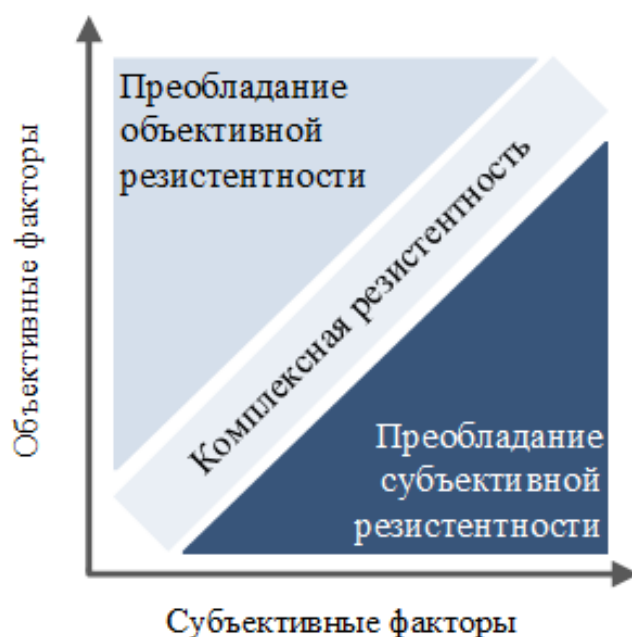 Преобладание
объективной
резистентности
Объективные факторы
Комплексная резистентность
Преобладание
субъективной
резистентности
Субъективные факторы